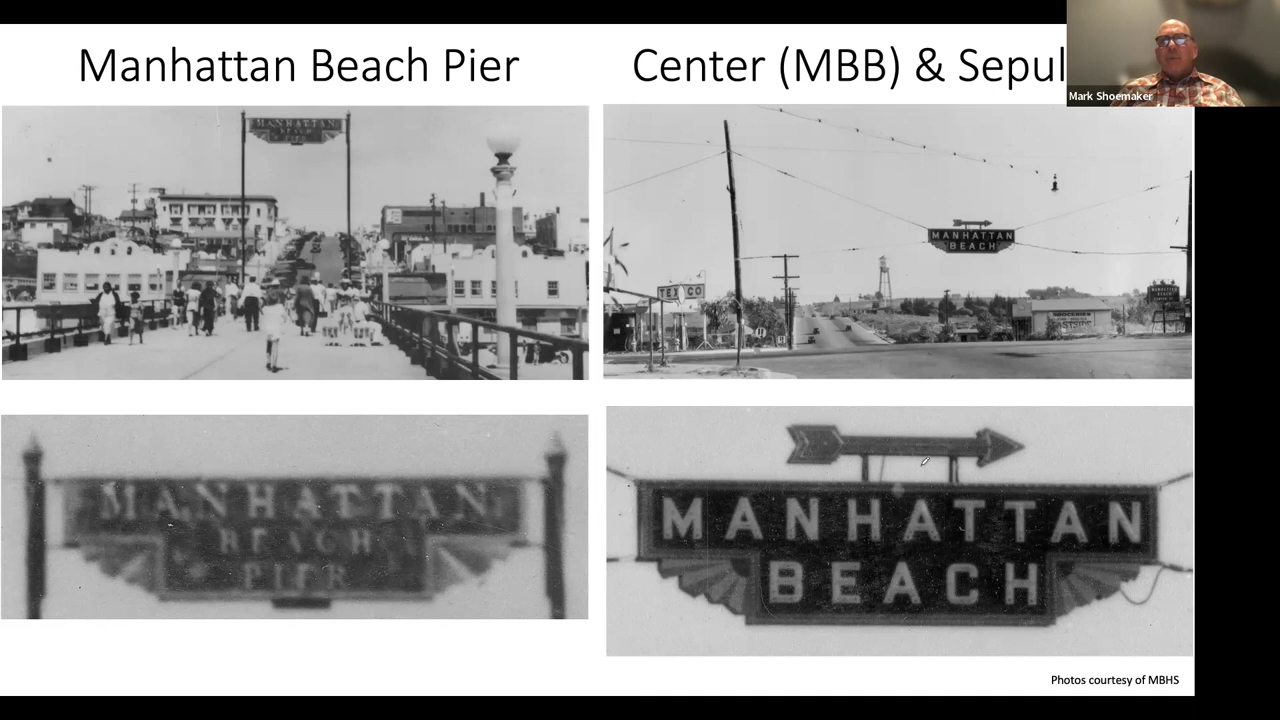 Manhattan Beach Pier
Center (MBB) & Sepul
Mark Shoemaker
MANHATTAN
BEACH
PIER
MANHATTAN
BEACH
TEXACO
GROCERIES
MANHATTAN
BEACH
MANHATTAN
BEACH
PIER
MANHATTAN
BEACH
Photos courtesy of MBHS